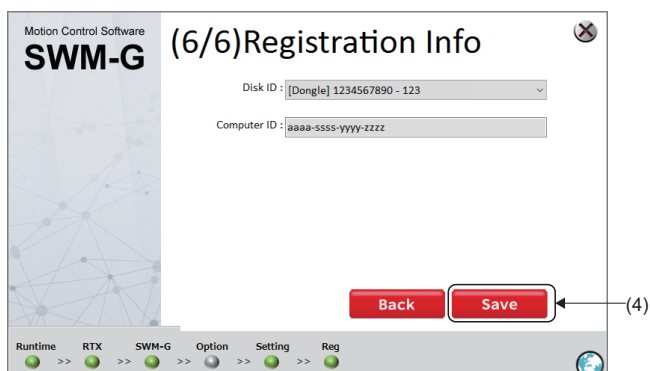 Motion Control Software
SWM-G
(6/6)Registration Info
Disk ID : [Dongle] 1234567890 - 123
Computer ID : aaaa-ssss-yyyy-zzzz
Back Save
(4)
Runtime RTX SWM-G Option Setting Reg
>> >> >> >> >>